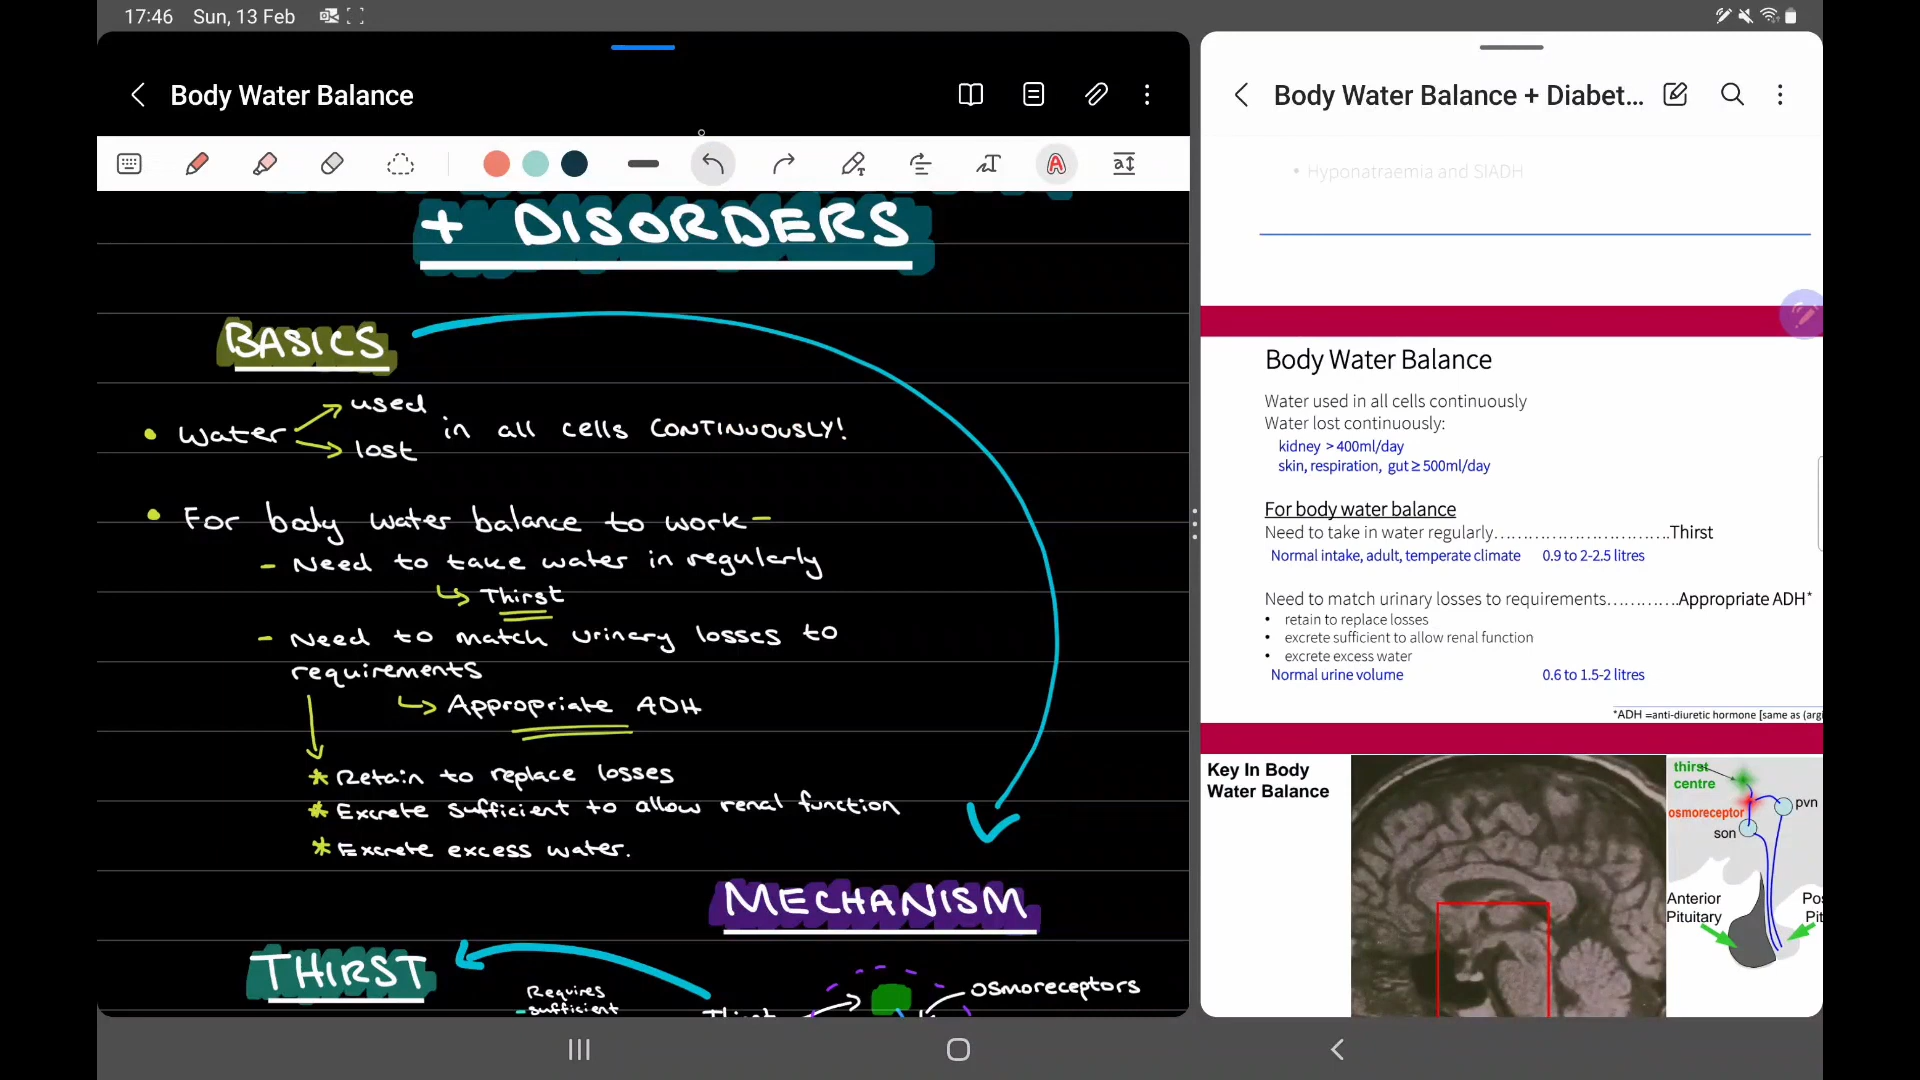 17:46 Sun, 13 Feb
Body Water Balance
+ DISORDERS
BASICS
• Water used
lost
in all cells CONTINUOUSLY!
• For body water balance to work -
- Need to take water in regularly
Thirst
- Need to match urinary losses to
requirements
Appropriate ADH
* Retain to replace losses
* Excrete sufficient to allow renal function
* Excrete excess water.
MECHANISM
THIRST
Requires
- sufficient
Thirst
osmoreceptors
Body Water Balance + Diabet...
• Hyponatraemia and SIADH
Body Water Balance
Water used in all cells continuously
Water lost continuously:
kidney > 400ml/day
skin, respiration, gut ≥ 500ml/day
For body water balance
Need to take in water regularly..............................Thirst
Normal intake, adult, temperate climate 0.9 to 2-2.5 litres
Need to match urinary losses to requirements.............Appropriate ADH*
• retain to replace losses
• excrete sufficient to allow renal function
• excrete excess water
Normal urine volume 0.6 to 1.5-2 litres
*ADH =anti-diuretic hormone [same as (argi
Key In Body
Water Balance
thirst
centre
osmoreceptor
pvn
son
Anterior
Pituitary
Pos
Pit